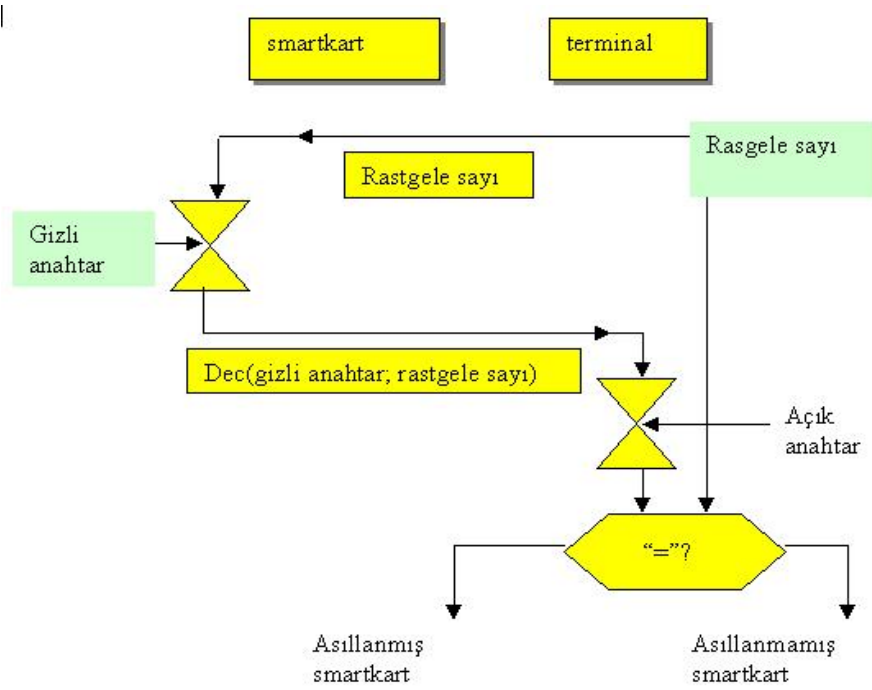 smartkart
terminal
Rasgele sayı
Rastgele sayı
Gizli
anahtar
Dec(gizli anahtar; rastgele sayı)
Açık
anahtar
“=”?
Asıllanmış
smartkart
Asıllanmamış
smartkart